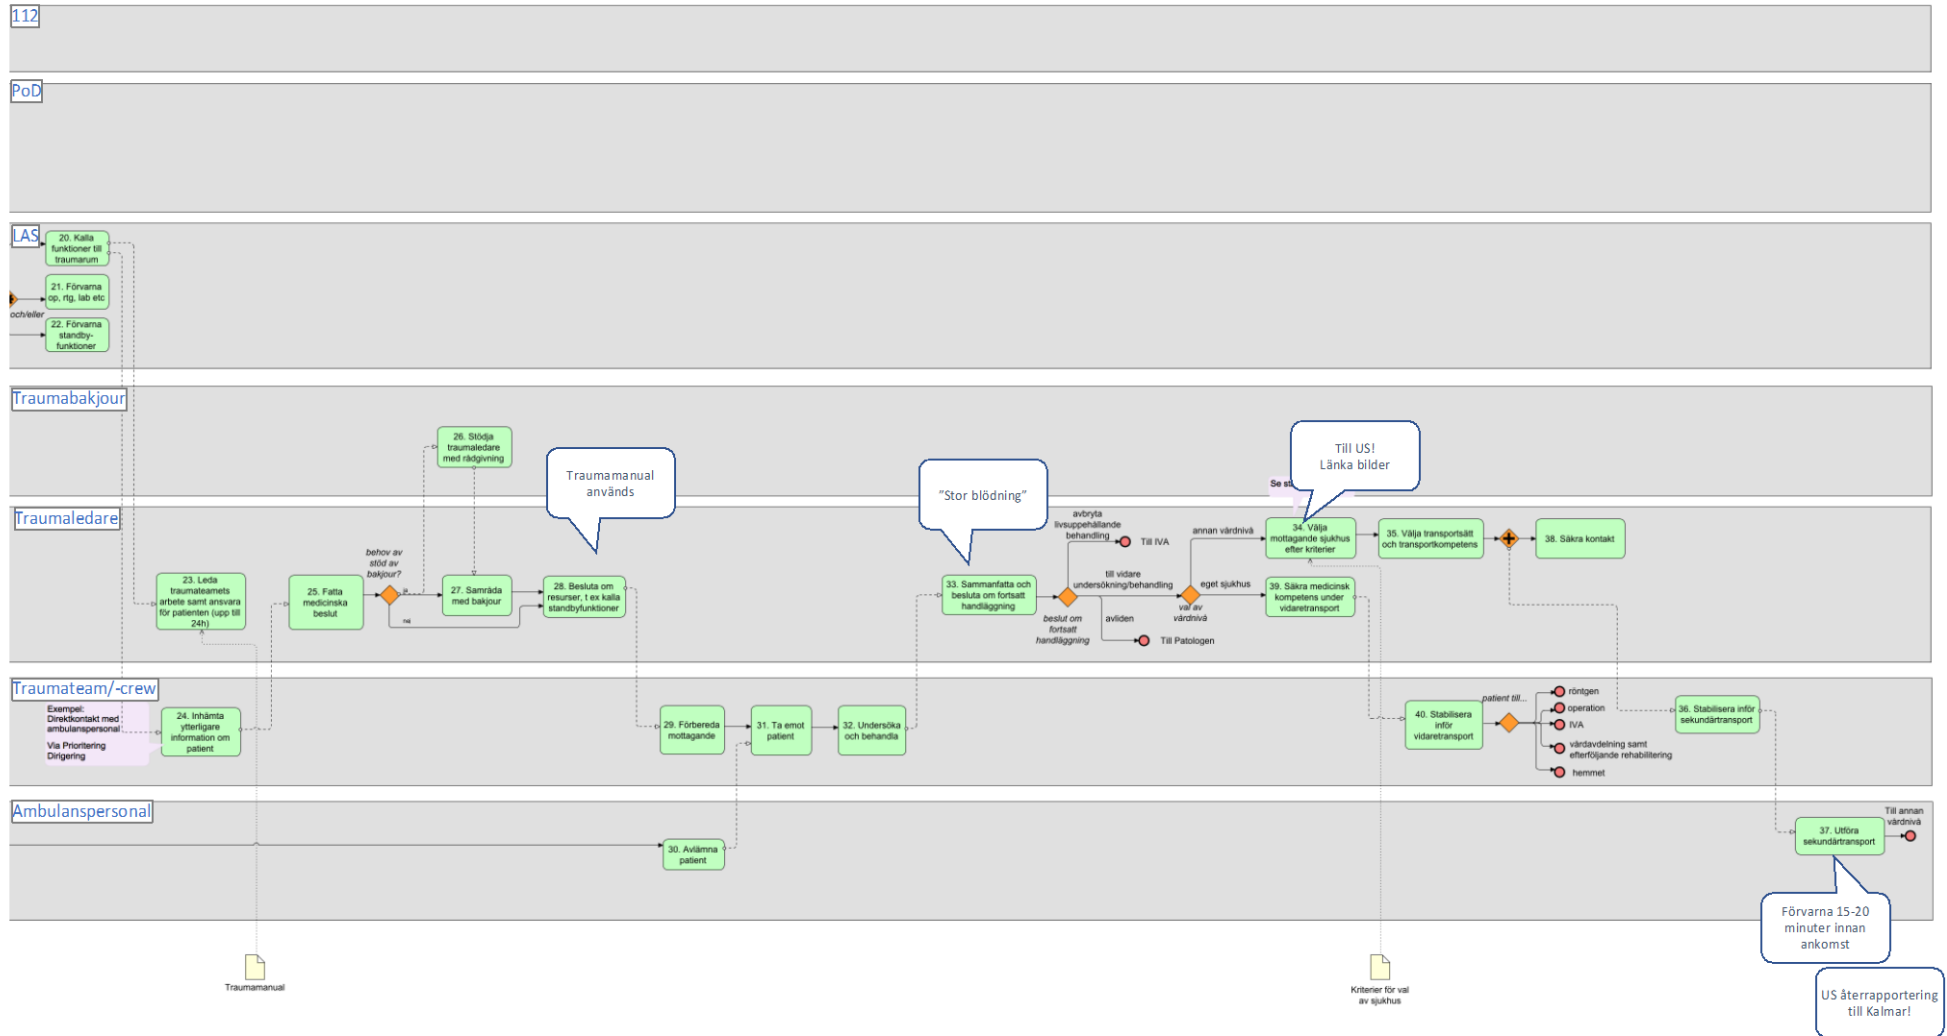 112
PoD
LAS
20. Kalla
funktioner till
traumarum
21. Förvarna
op, rtg, lab etc
och/eller
22. Förvarna
standby-
funktioner
Traumabakjour
26. Stödja
traumaledare
med rådgivning
Traumamanual
används
"Stor blödning"
Till US!
Länka bilder
Traumaledare
23. Leda
traumateamets
arbete samt ansvara
för patienten (upp till
24h)
25. Fatta
medicinska
beslut
behov av
stöd av
bakjour?
ja
nej
27. Samråda
med bakjour
28. Besluta om
resurser, t ex kalla
standbyfunktioner
33. Sammanfatta och
besluta om fortsatt
handläggning
avbryta
livsuppehållande
behandling
Till IVA
till vidare
undersökning/behandling
beslut om
fortsatt
handläggning
avliden
Till Patologen
annan vårdnivå
eget sjukhus
val av
vårdnivå
Se
34. Välja
mottagande sjukhus
efter kriterier
35. Välja transportsätt
och transportkompetens
38. Säkra kontakt
39. Säkra medicinsk
kompetens under
vidaretransport
Traumateam/-crew
Exempel:
Direktkontakt med
ambulanspersonal
Via Prioritering
Dirigering
24. Inhämta
ytterligare
information om
patient
29. Förbereda
mottagande
31. Ta emot
patient
32. Undersöka
och behandla
40. Stabilisera
inför
vidaretransport
patient till...
röntgen
operation
IVA
vårdavdelning samt
efterföljande rehabilitering
hemmet
36. Stabilisera inför
sekundärtransport
Ambulanspersonal
30. Avlämna
patient
37. Utföra
sekundärtransport
Till annan
vårdnivå
Förvarna 15-20
minuter innan
ankomst
US återrapportering
till Kalmar!
Traumamanual
Kriterier för val
av sjukhus